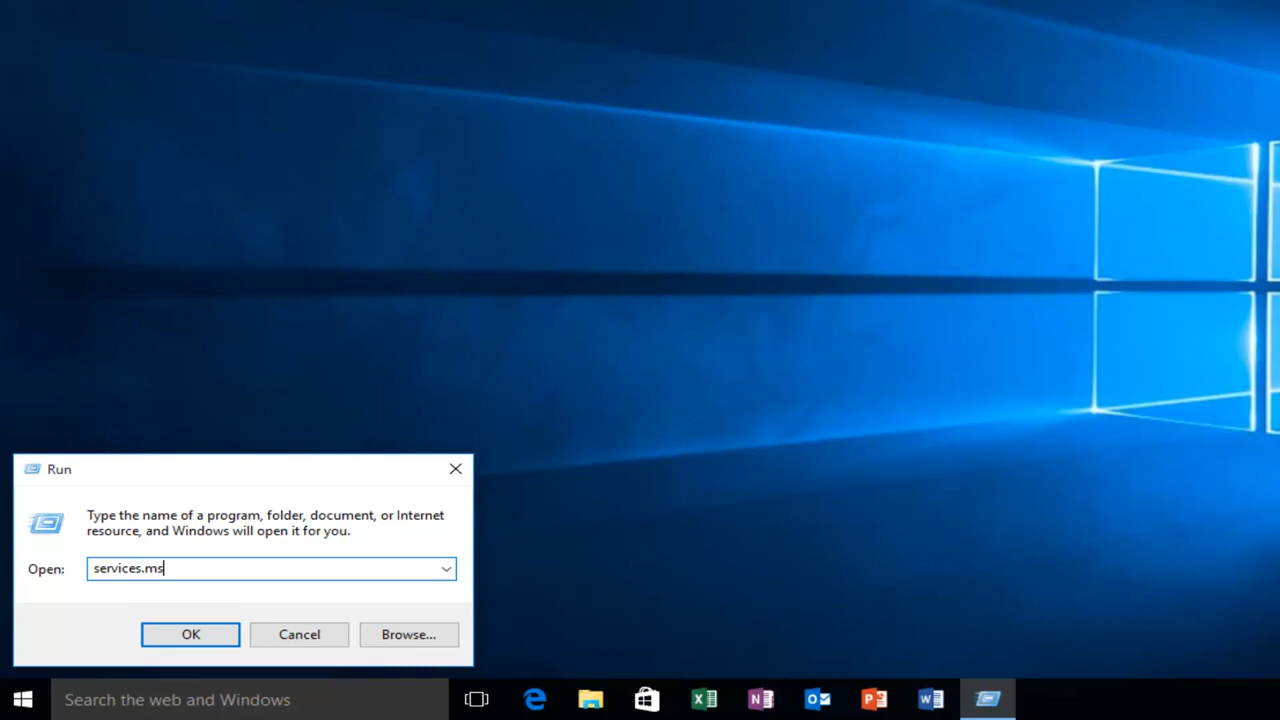 Run
Type the name of a program, folder, document, or Internet
resource, and Windows will open it for you.
Open: services.ms
OK Cancel Browse...
Search the web and Windows